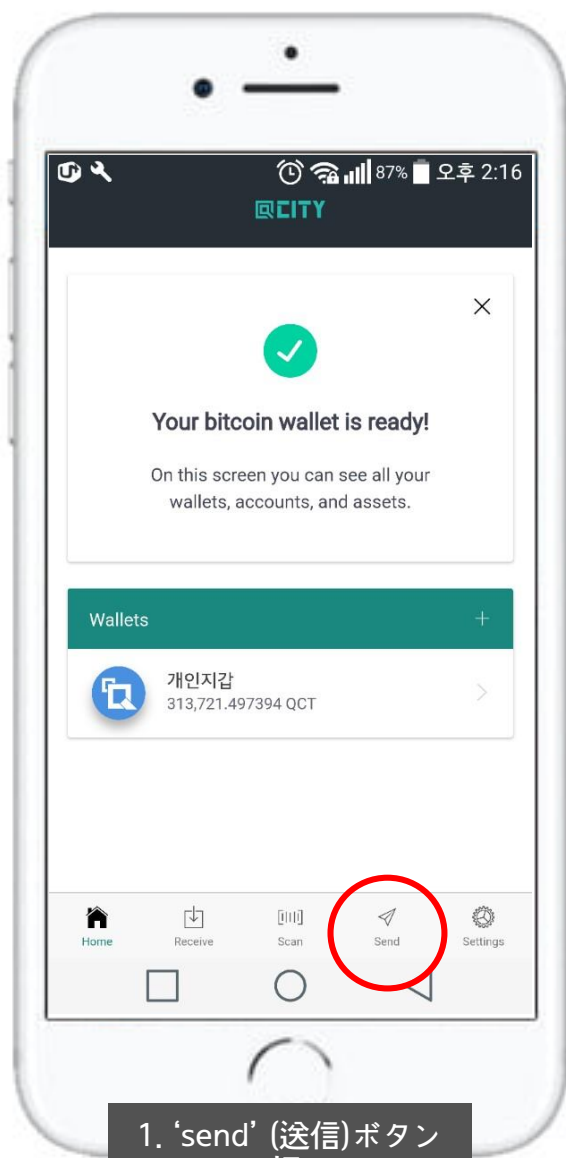 87% 오후 2:16
QCITY
Your bitcoin wallet is ready!
On this screen you can see all your
wallets, accounts, and assets.
Wallets +
개인지갑
313,721.497394 QCT
Home Receive Scan Send Settings
1. ‘send’ (送信)ボタン